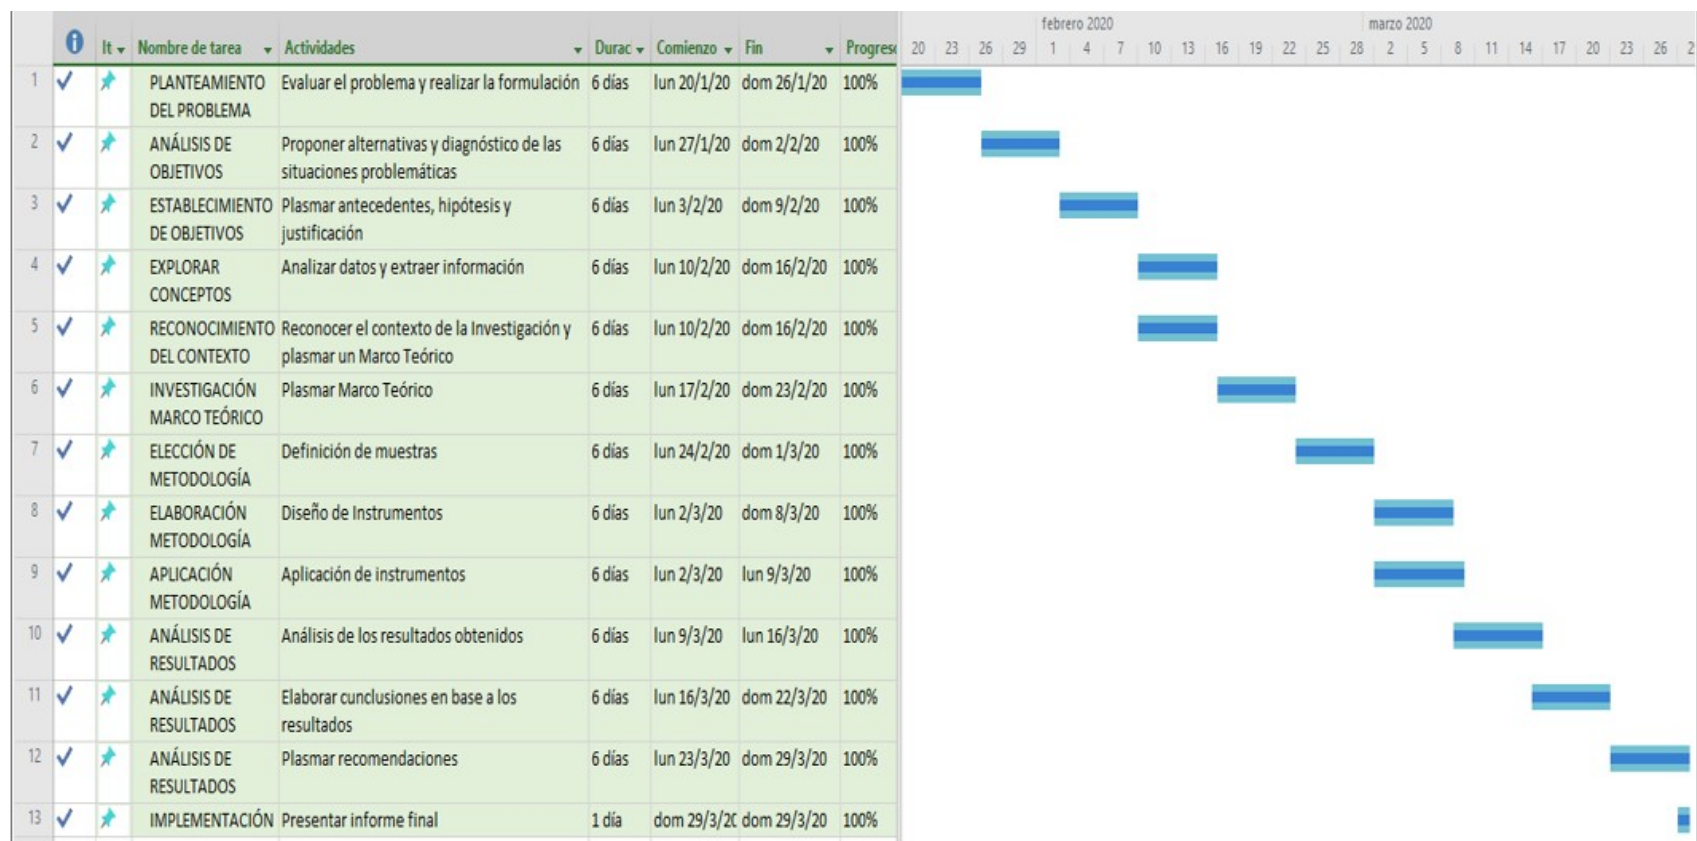 febrero 2020 marzo 2020
It Nombre de tarea Actividades Durac Comienzo Fin Progreso 20 23 26 29 1 4 7 10 13 16 19 22 25 28 2 5 8 11 14 17 20 23 26 2
1 PLANTEAMIENTO Evaluar el problema y realizar la formulación 6 días lun 20/1/20 dom 26/1/20 100%
DEL PROBLEMA
2 ANÁLISIS DE Proponer alternativas y diagnóstico de las 6 días lun 27/1/20 dom 2/2/20 100%
OBJETIVOS situaciones problemáticas
3 ESTABLECIMIENTO Plasmar antecedentes, hipótesis y 6 días lun 3/2/20 dom 9/2/20 100%
DE OBJETIVOS justificación
4 EXPLORAR Analizar datos y extraer información 6 días lun 10/2/20 dom 16/2/20 100%
CONCEPTOS
5 RECONOCIMIENTO Reconocer el contexto de la Investigación y 6 días lun 10/2/20 dom 16/2/20 100%
DEL CONTEXTO plasmar un Marco Teórico
6 INVESTIGACIÓN Plasmar Marco Teórico 6 días lun 17/2/20 dom 23/2/20 100%
MARCO TEÓRICO
7 ELECCIÓN DE Definición de muestras 6 días lun 24/2/20 dom 1/3/20 100%
METODOLOGÍA
8 ELABORACIÓN Diseño de Instrumentos 6 días lun 2/3/20 dom 8/3/20 100%
METODOLOGÍA
9 APLICACIÓN Aplicación de instrumentos 6 días lun 2/3/20 lun 9/3/20 100%
METODOLOGÍA
10 ANÁLISIS DE Análisis de los resultados obtenidos 6 días lun 9/3/20 lun 16/3/20 100%
RESULTADOS
11 ANÁLISIS DE Elaborar cunclusiones en base a los 6 días lun 16/3/20 dom 22/3/20 100%
RESULTADOS resultados
12 ANÁLISIS DE Plasmar recomendaciones 6 días lun 23/3/20 dom 29/3/20 100%
RESULTADOS
13 IMPLEMENTACIÓN Presentar informe final 1 día dom 29/3/20 dom 29/3/20 100%